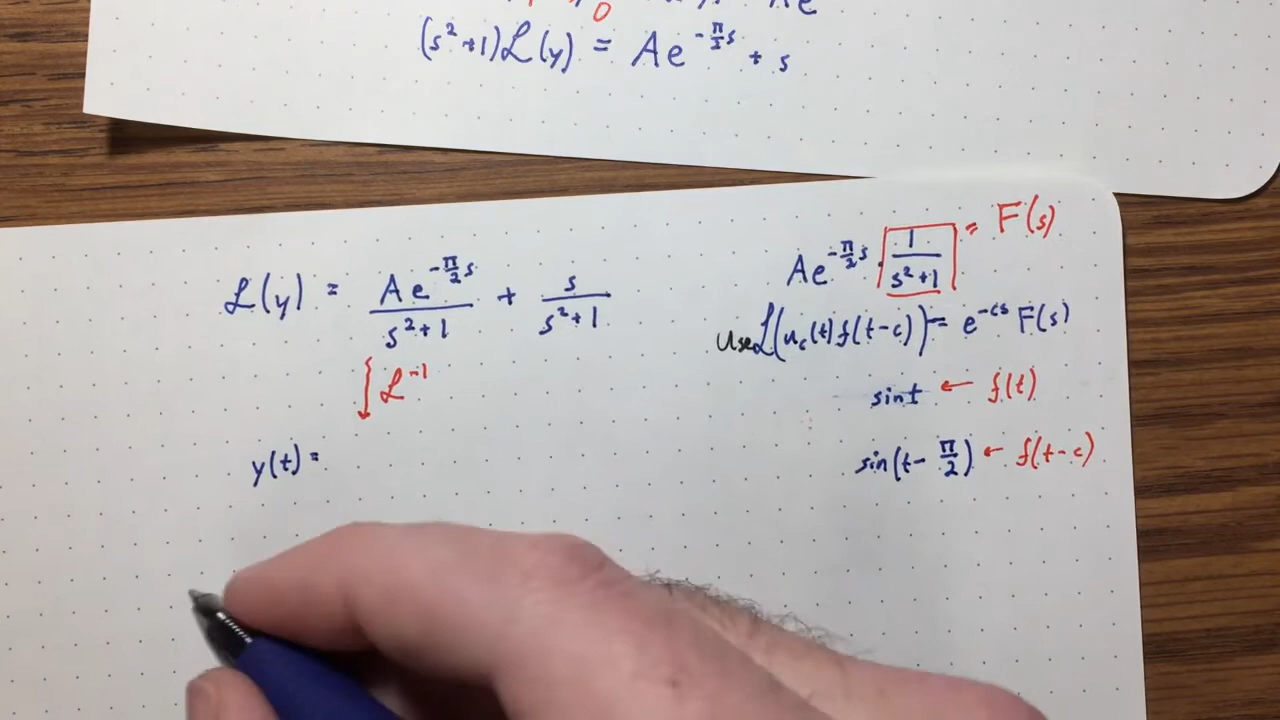 (s²+1)ℒ(y) = Ae^{-π/2 s} + s
ℒ(y) = Ae^{-π/2 s}/(s²+1) + s/(s²+1)
ℒ⁻¹
y(t) =
Ae^{-π/2 s} · 1/(s²+1) = F(s)
Use ℒ(u_c(t)f(t-c)) = e^{-cs} F(s)
sin t ← f(t)
sin(t - π/2) ← f(t-c)